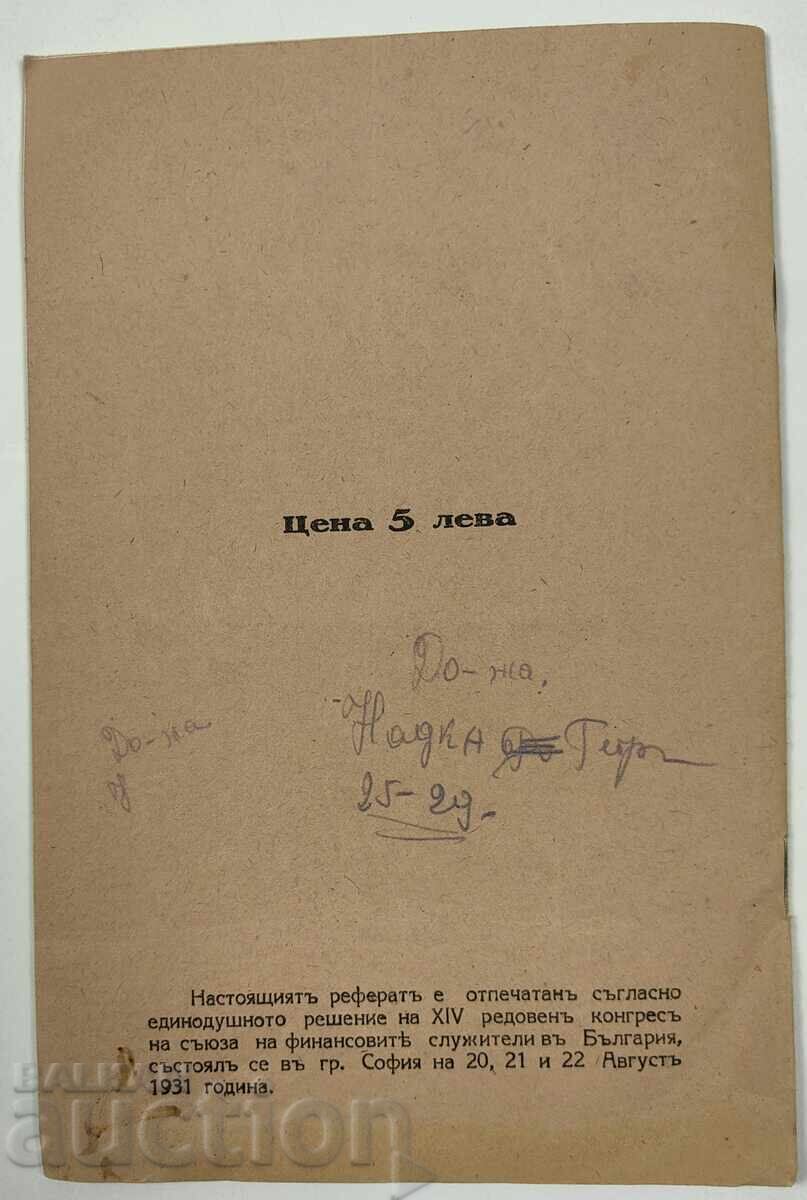 Цена 5 лева
До-жа,
Надка Геор
25-29.
До-жа
Настоящиятъ рефератъ е отпечатанъ съгласно
единодушното решение на XIV редовенъ конгресъ
на съюза на финансовитѣ служители въ България,
състоялъ се въ гр. София на 20, 21 и 22 Августъ
1931 година.
auction